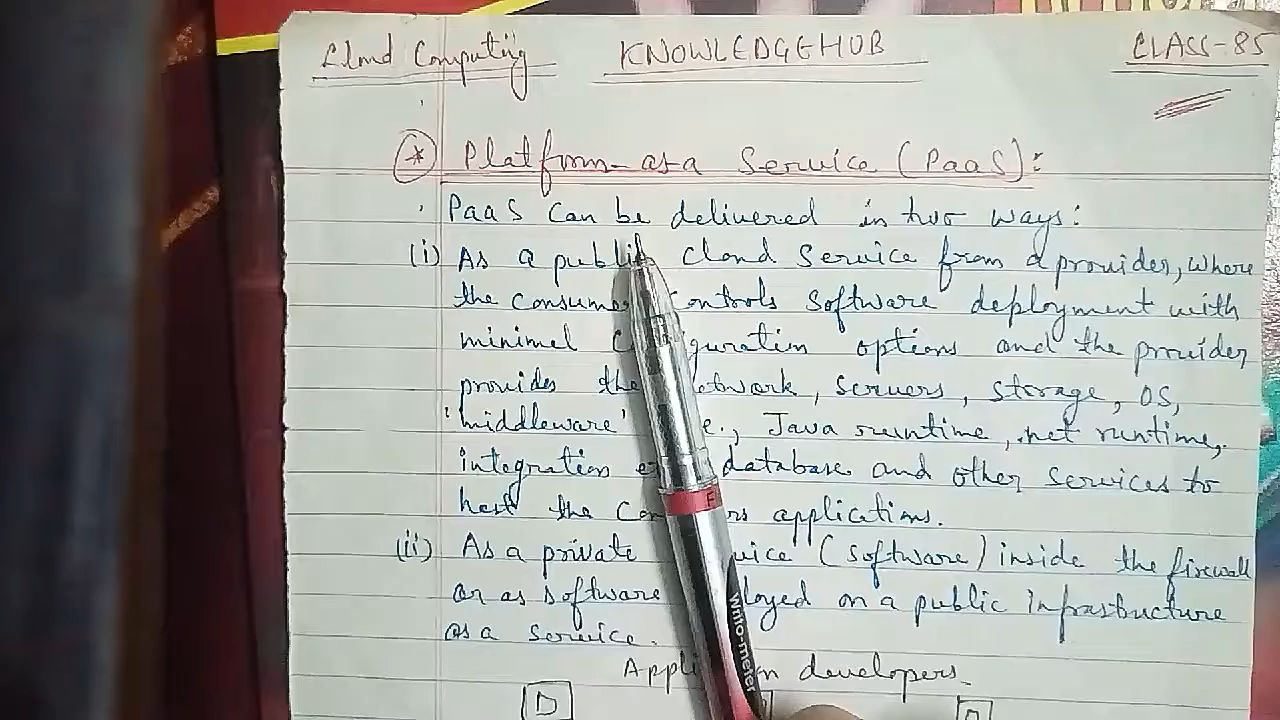 Cloud Computing KNOWLEDGEHUB CLASS-85
* Platform-as-a Service (PaaS):
PaaS can be delivered in two ways:
(i) As a public cloud service from a provider, where
the consumer controls software deployment with
minimel options and the provider
provides the network, servers, storage, OS,
'middleware' Java runtime, .net runtime,
integration database and other services to
host the applications.
(ii) As a private (software) inside the firewall
or as software on a public infrastructure
as a service.
developers.
D
Write-meter